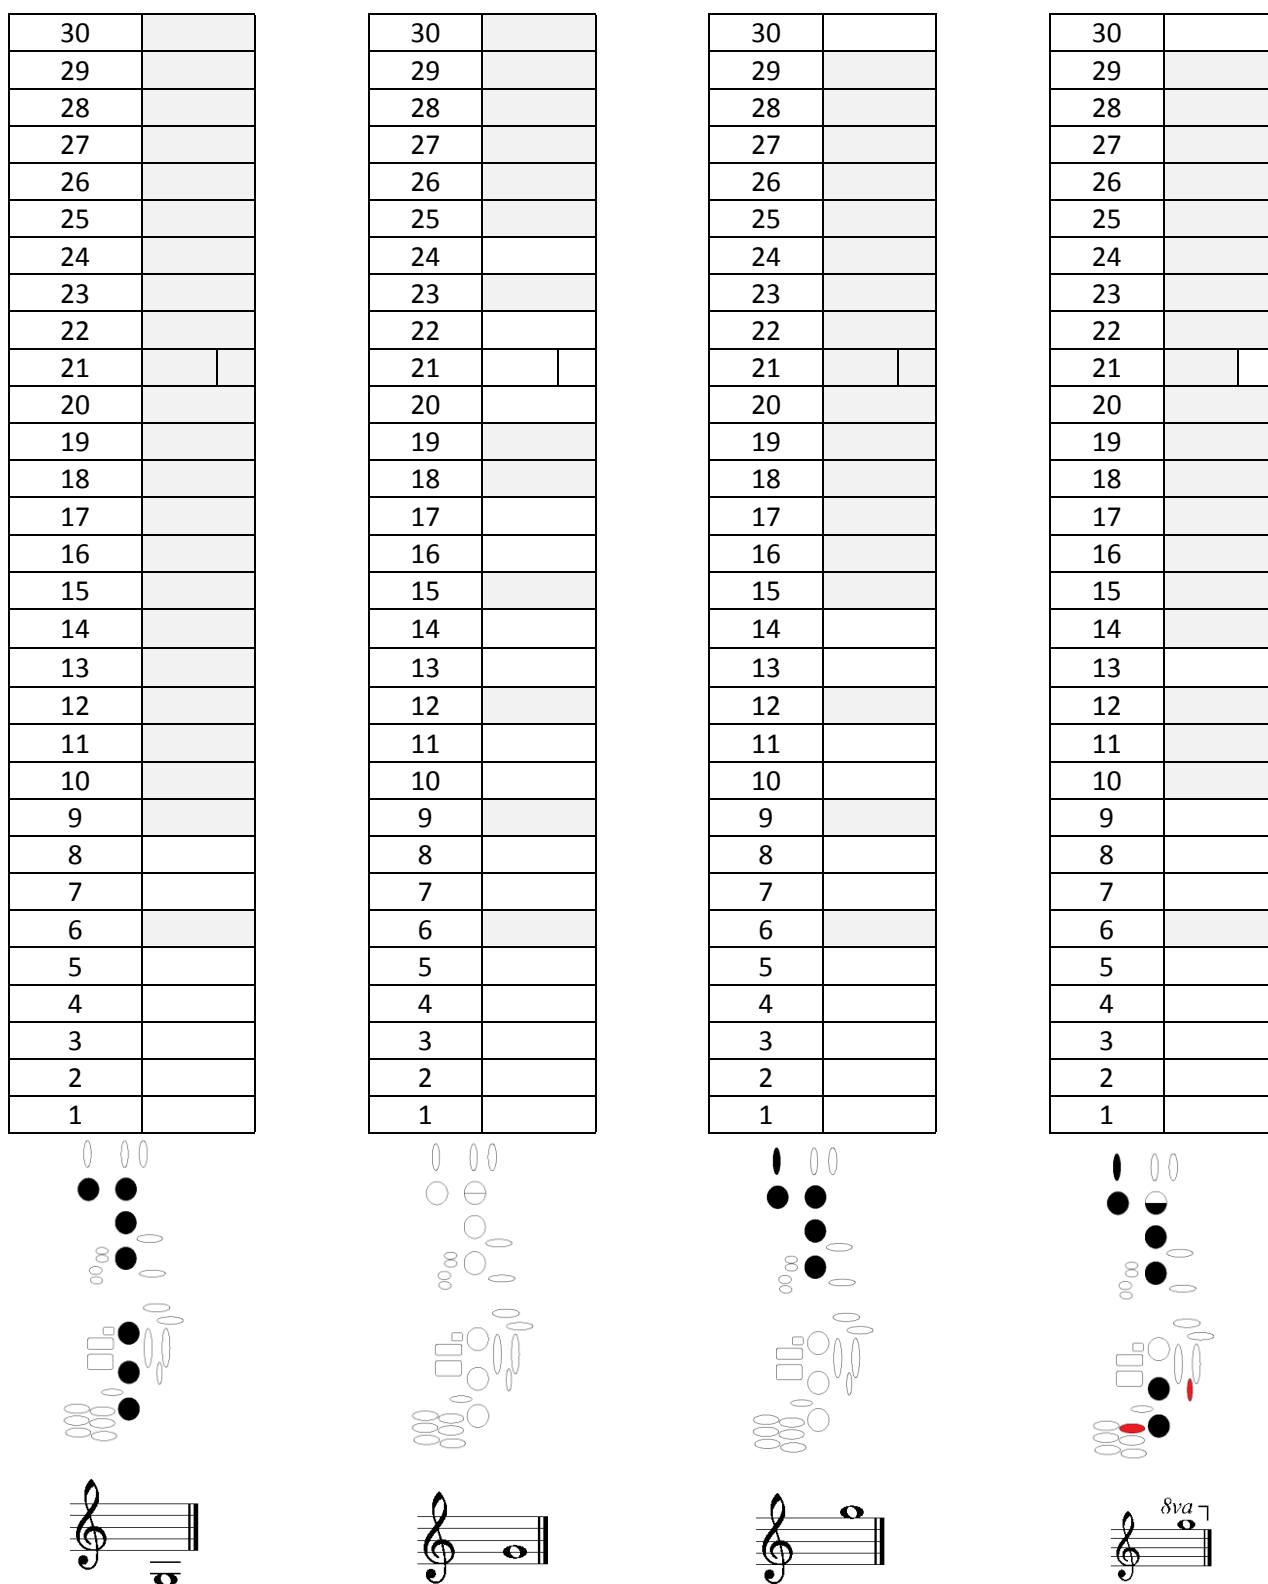 30 30 30 30
29 29 29 29
28 28 28 28
27 27 27 27
26 26 26 26
25 25 25 25
24 24 24 24
23 23 23 23
22 22 22 22
21 21 21 21
20 20 20 20
19 19 19 19
18 18 18 18
17 17 17 17
16 16 16 16
15 15 15 15
14 14 14 14
13 13 13 13
12 12 12 12
11 11 11 11
10 10 10 10
9 9 9 9
8 8 8 8
7 7 7 7
6 6 6 6
5 5 5 5
4 4 4 4
3 3 3 3
2 2 2 2
1 1 1 1
8va